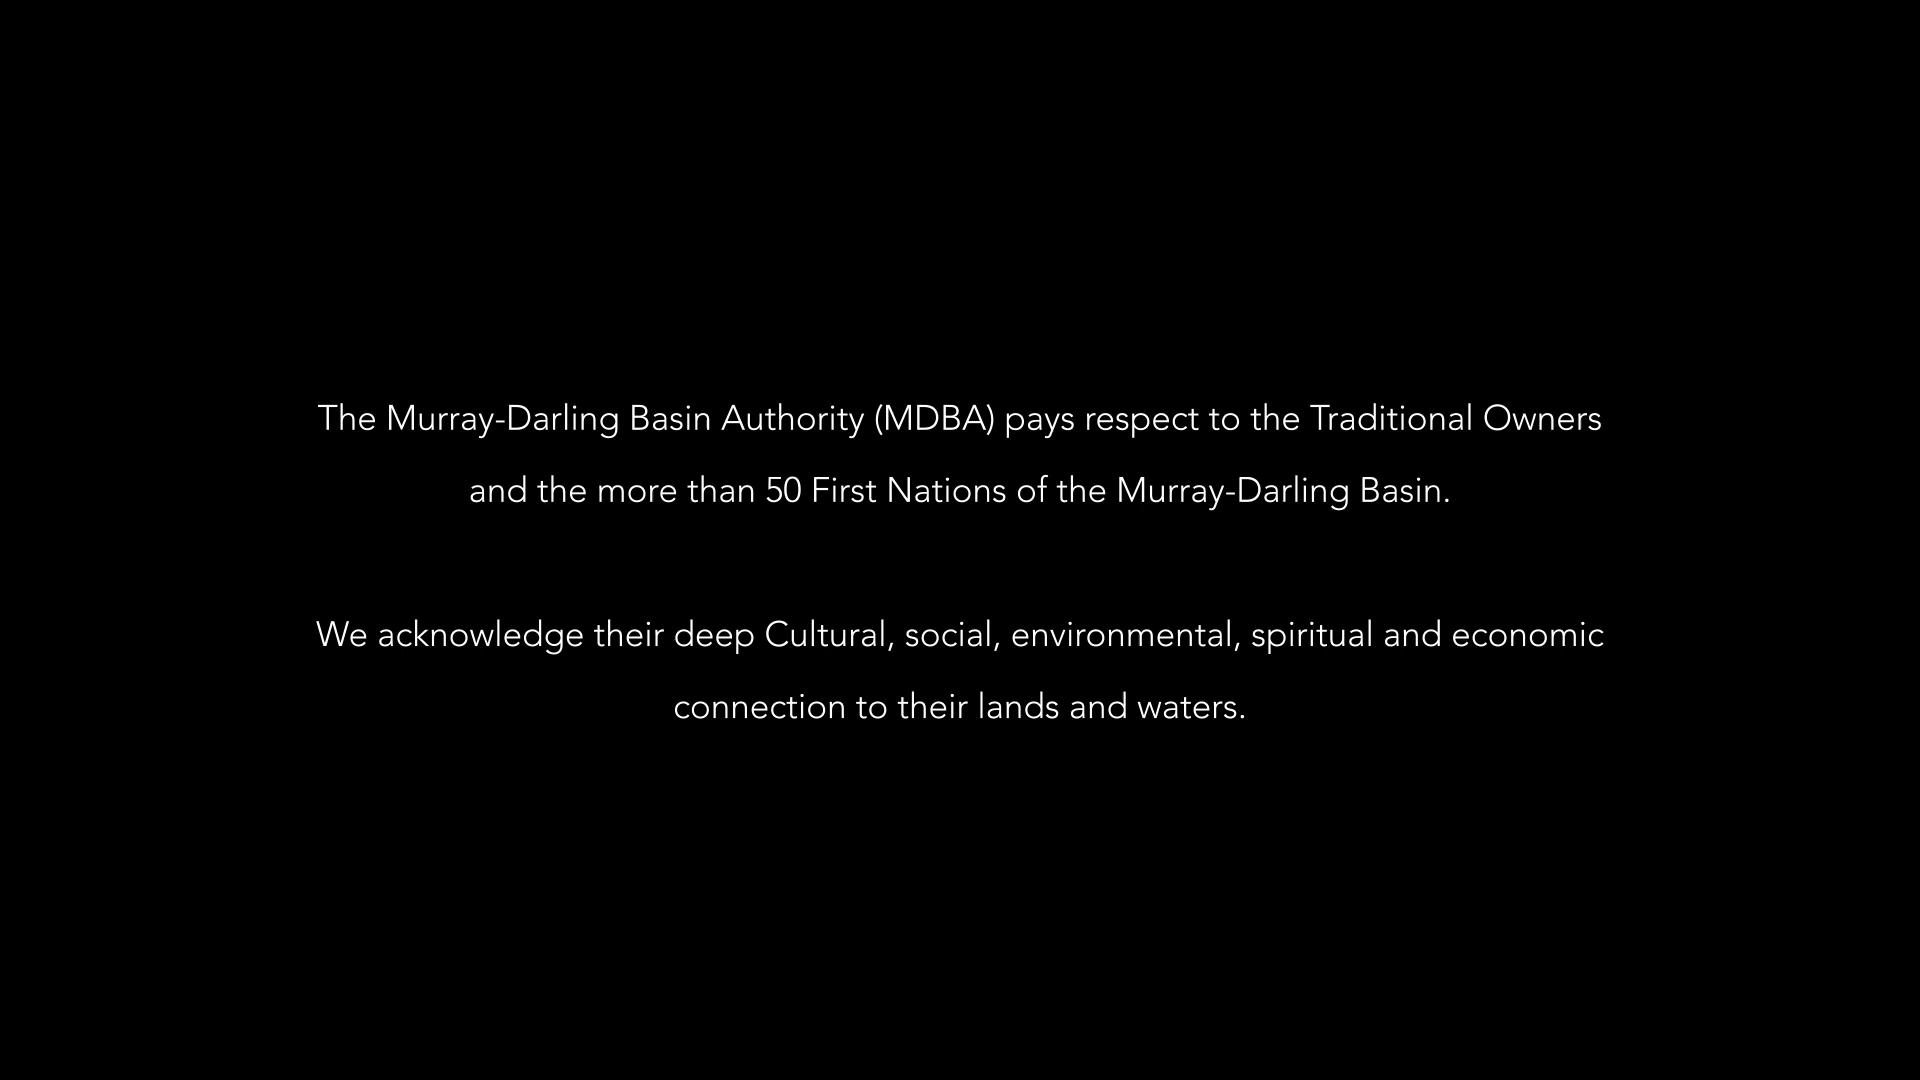 The Murray-Darling Basin Authority (MDBA) pays respect to the Traditional Owners
and the more than 50 First Nations of the Murray-Darling Basin.
We acknowledge their deep Cultural, social, environmental, spiritual and economic
connection to their lands and waters.